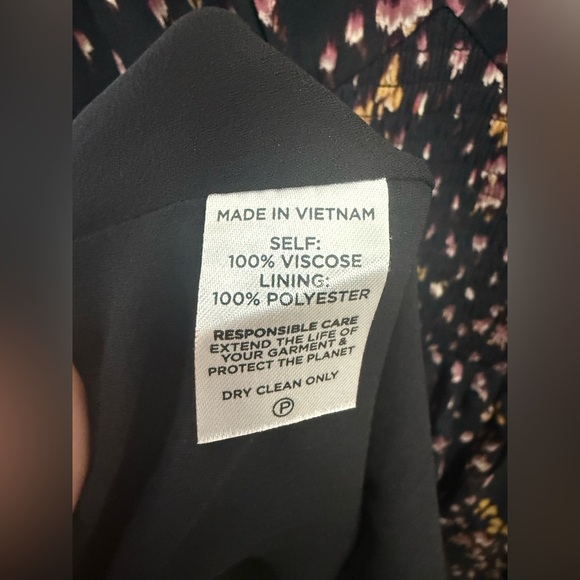 MADE IN VIETNAM
SELF:
100% VISCOSE
LINING:
100% POLYESTER
RESPONSIBLE CARE
EXTEND THE LIFE OF
YOUR GARMENT &
PROTECT THE PLANET
DRY CLEAN ONLY
P